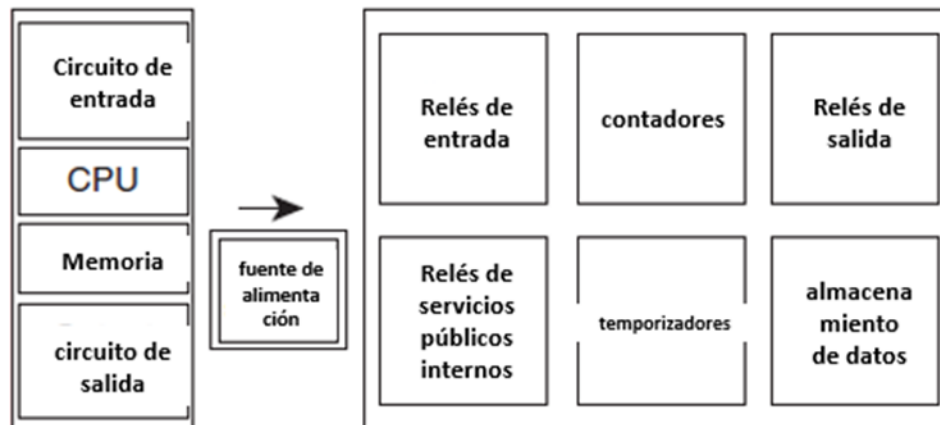 Circuito de
entrada
CPU
Memoria
circuito de
salida
fuente de
alimenta
ción
Relés de
entrada
contadores
Relés de
salida
Relés de
servicios
públicos
internos
temporizadores
almacena
miento
de datos